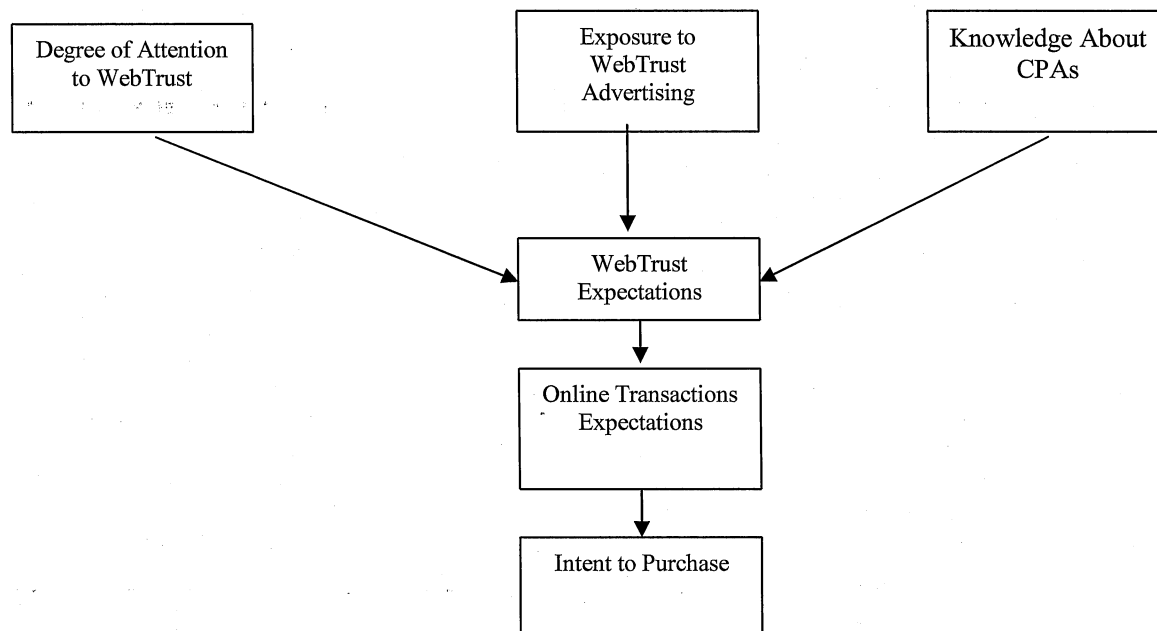 Degree of Attention
to WebTrust
Exposure to
WebTrust
Advertising
Knowledge About
CPAs
WebTrust
Expectations
Online Transactions
Expectations
Intent to Purchase